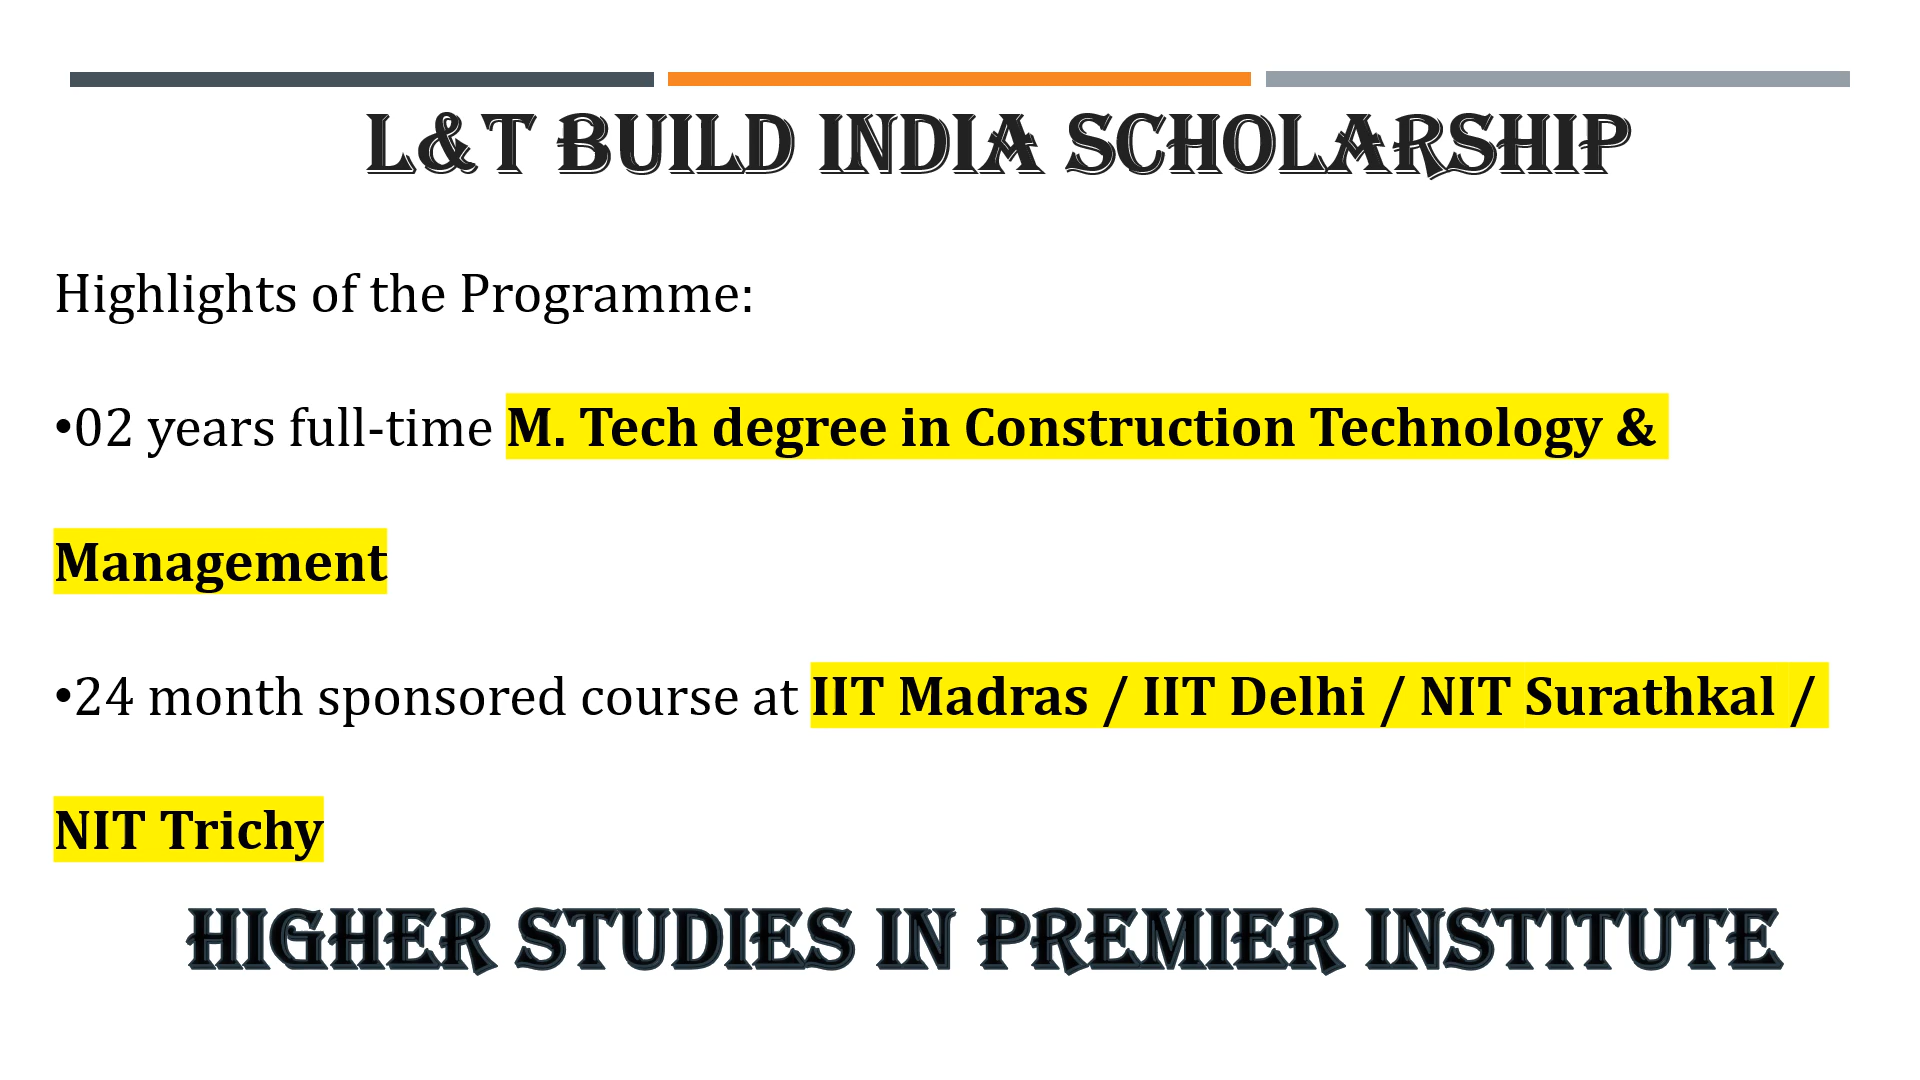 L&T BUILD INDIA SCHOLARSHIP
Highlights of the Programme:
•02 years full-time M. Tech degree in Construction Technology &
Management
•24 month sponsored course at IIT Madras / IIT Delhi / NIT Surathkal /
NIT Trichy
HIGHER STUDIES IN PREMIER INSTITUTE